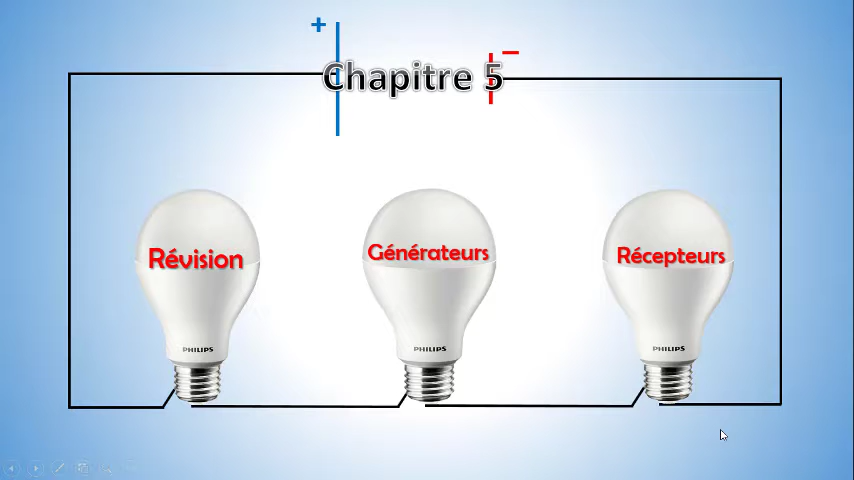 +
−
Chapitre 5
Révision
Générateurs
Récepteurs
PHILIPS
PHILIPS
PHILIPS